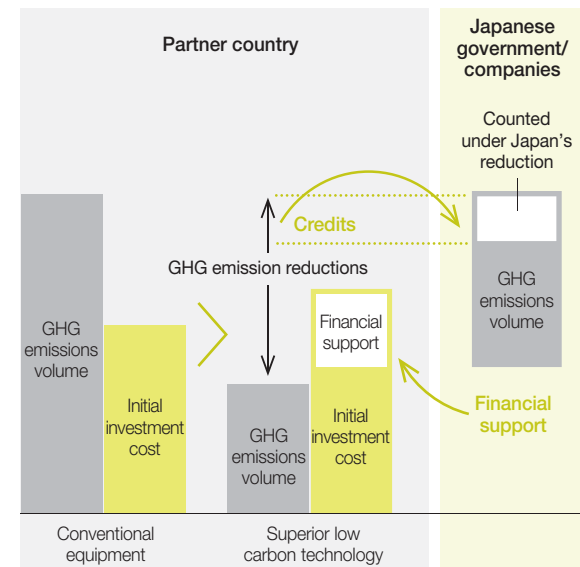 Partner country
Japanese
government/
companies
Counted
under Japan's
reduction
Credits
GHG emission reductions
GHG
emissions
volume
Initial
investment
cost
GHG
emissions
volume
Financial
support
Initial
investment
cost
GHG
emissions
volume
Financial
support
Conventional
equipment
Superior low
carbon technology